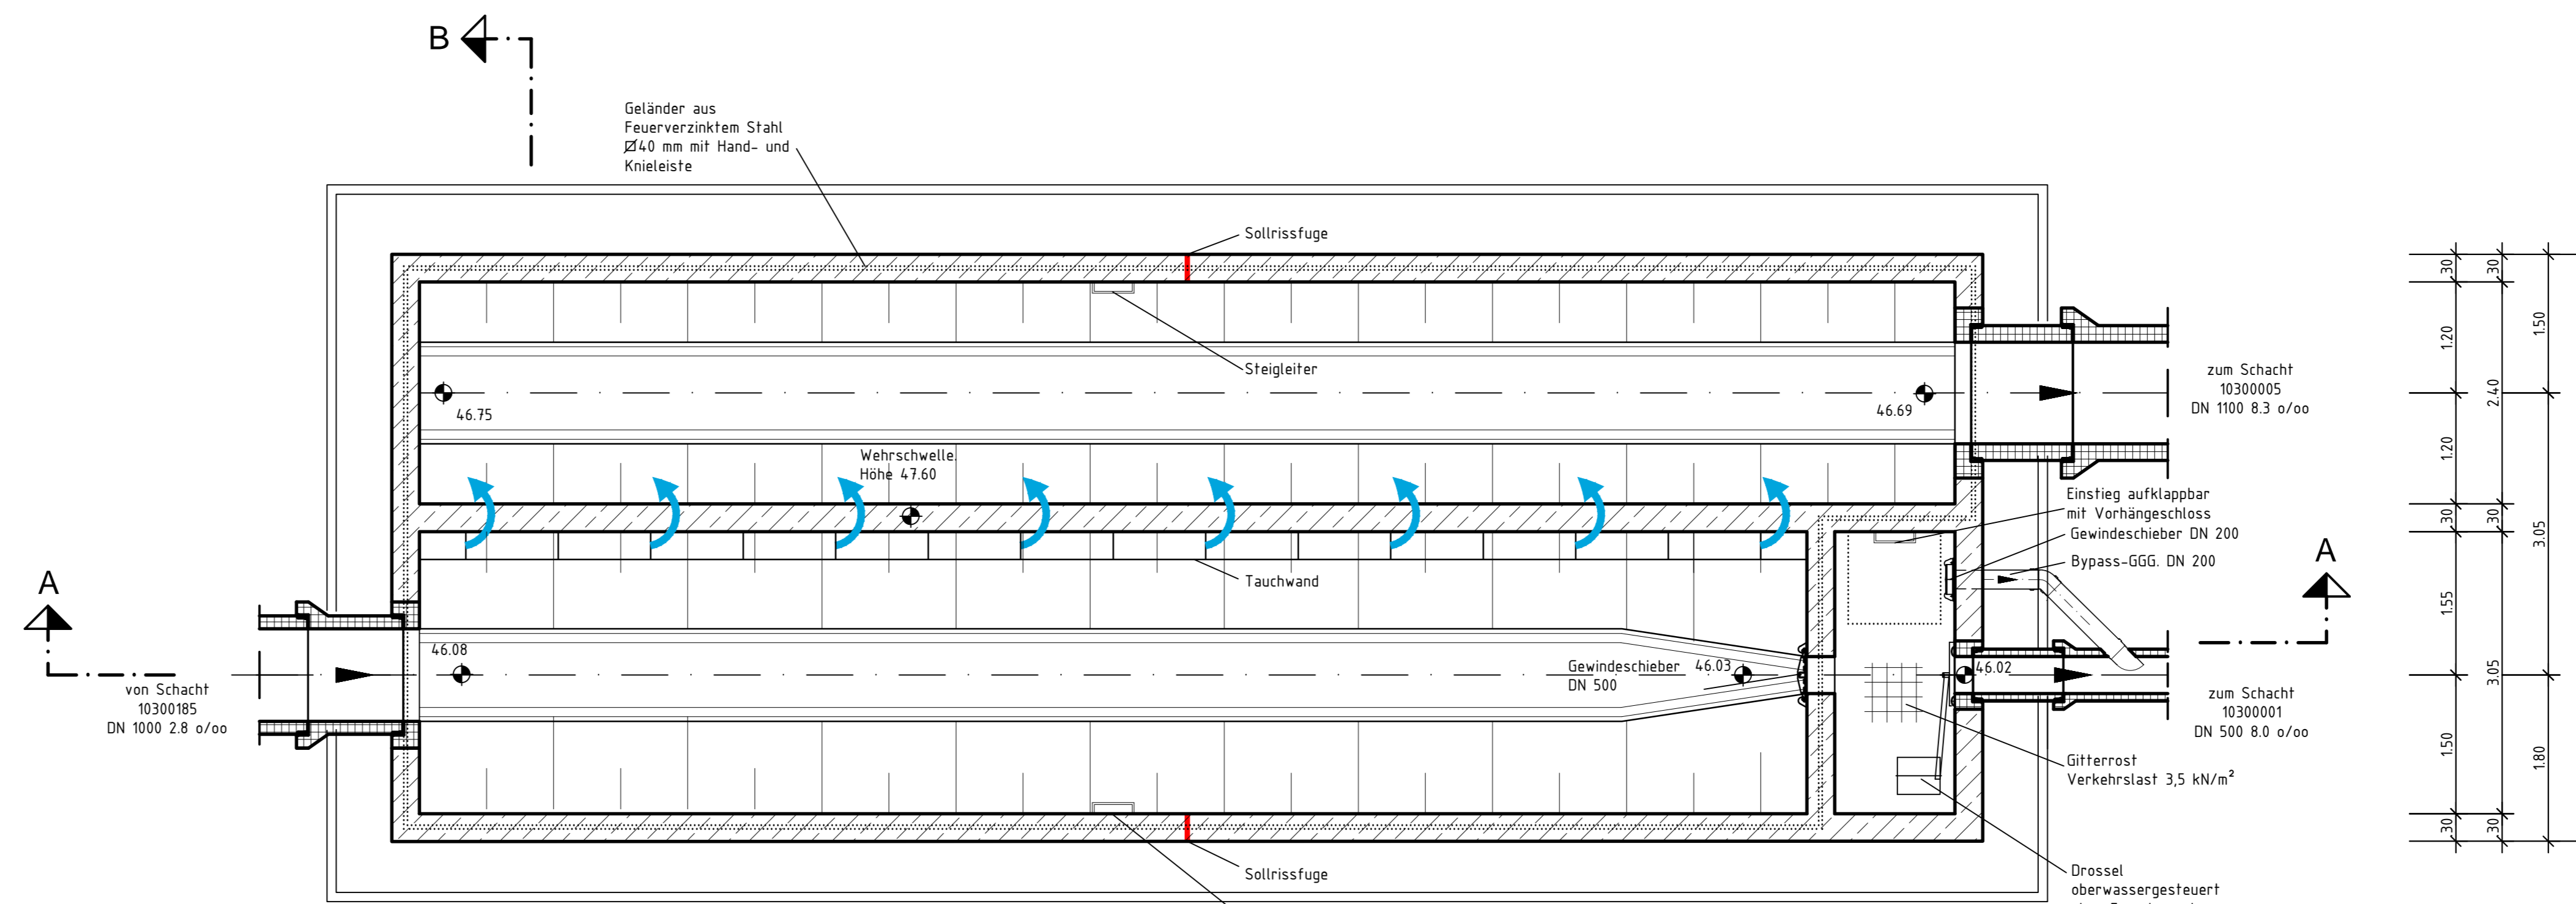 B
Geländer aus
Feuerverzinktem Stahl
40 mm mit Hand- und
Knieleiste
Sollrissfuge
Steigleiter
46.75
46.69
zum Schacht
10300005
DN 1100 8.3 o/oo
Wehrschwelle.
Höhe 47.60
Einstieg aufklappbar
mit Vorhängeschloss
Gewindeschieber DN 200
Bypass-GGG. DN 200
A
A
Tauchwand
46.08
Gewindeschieber
DN 500
46.03
46.02
von Schacht
10300185
DN 1000 2.8 o/oo
zum Schacht
10300001
DN 500 8.0 o/oo
Gitterrost
Verkehrslast 3,5 kN/m²
Sollrissfuge
Drossel
oberwassergesteuert
30
1.20
1.20
30
1.55
1.50
30
30
2.40
30
3.05
30
1.50
3.05
1.80